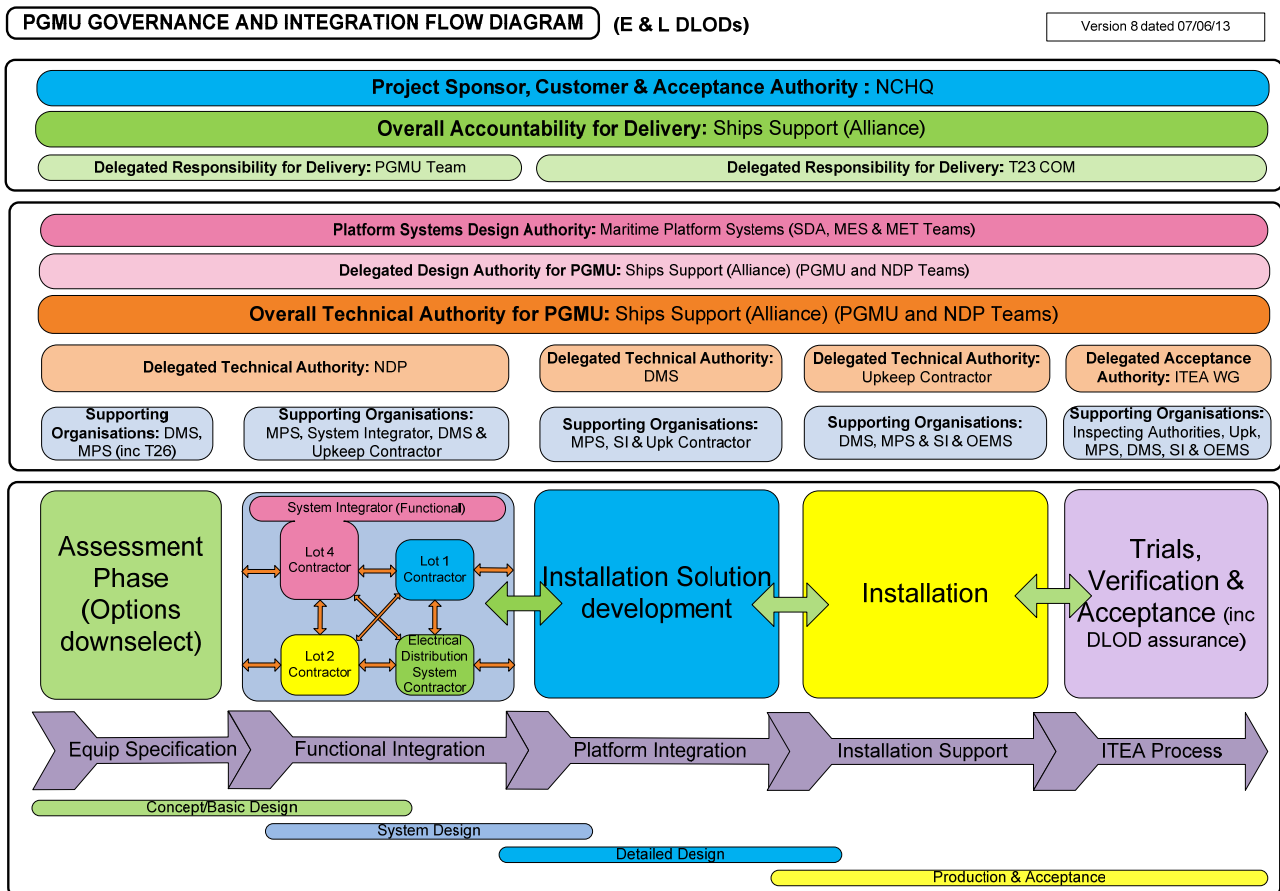 PGMU GOVERNANCE AND INTEGRATION FLOW DIAGRAM
(E & L DLODs)
Version 8 dated 07/06/13
Project Sponsor, Customer & Acceptance Authority : NCHQ
Overall Accountability for Delivery: Ships Support (Alliance)
Delegated Responsibility for Delivery: PGMU Team
Delegated Responsibility for Delivery: T23 COM
Platform Systems Design Authority: Maritime Platform Systems (SDA, MES & MET Teams)
Delegated Design Authority for PGMU: Ships Support (Alliance) (PGMU and NDP Teams)
Overall Technical Authority for PGMU: Ships Support (Alliance) (PGMU and NDP Teams)
Delegated Technical Authority: NDP
Delegated Technical Authority:
DMS
Delegated Technical Authority:
Upkeep Contractor
Delegated Acceptance
Authority: ITEA WG
Supporting
Organisations: DMS,
MPS (inc T26)
Supporting Organisations:
MPS, System Integrator, DMS &
Upkeep Contractor
Supporting Organisations:
MPS, SI & Upk Contractor
Supporting Organisations:
DMS, MPS & SI & OEMS
Supporting Organisations:
Inspecting Authorities, Upk,
MPS, DMS, SI & OEMS
Assessment
Phase
(Options
downselect)
System Integrator (Functional)
Lot 4
Contractor
Lot 1
Contractor
Lot 2
Contractor
Electrical
Distribution
System
Contractor
Installation Solution
development
Installation
Trials,
Verification &
Acceptance (inc
DLOD assurance)
Equip Specification
Functional Integration
Platform Integration
Installation Support
ITEA Process
Concept/Basic Design
System Design
Detailed Design
Production & Acceptance